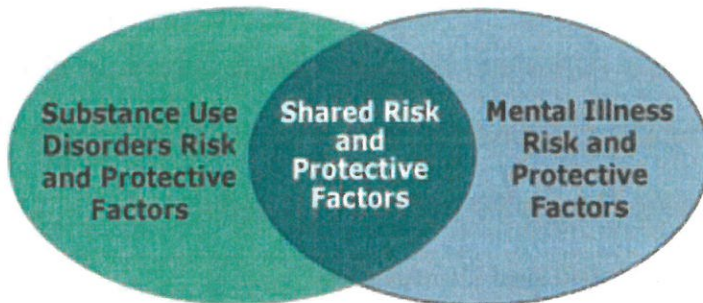 Substance Use
Disorders Risk
and Protective
Factors
Shared Risk
and
Protective
Factors
Mental Illness
Risk and
Protective
Factors